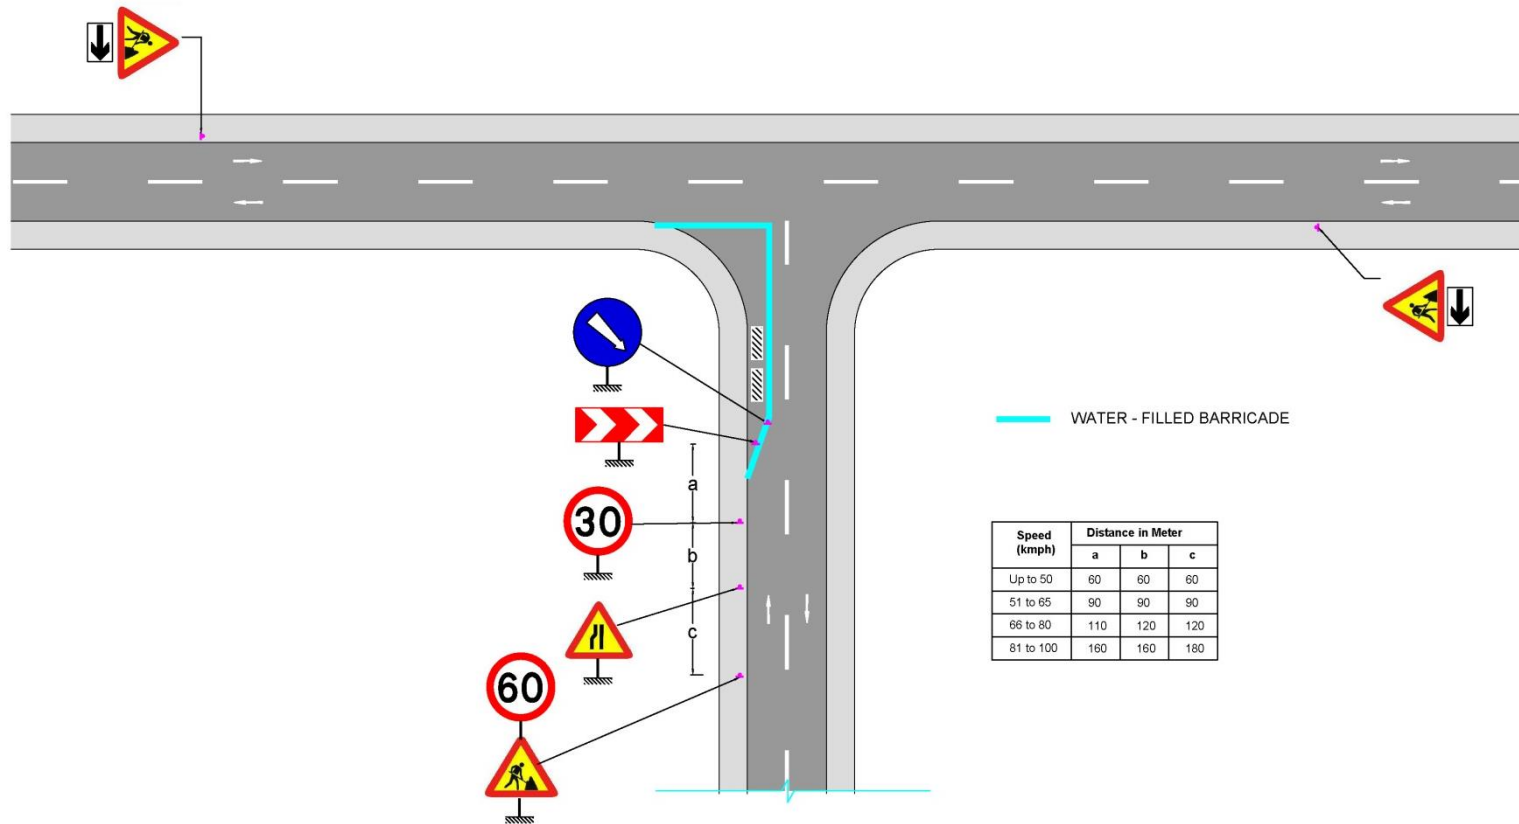 WATER - FILLED BARRICADE
a
30
b
c
60
Speed (kmph) Distance in Meter
a b c
Up to 50 60 60 60
51 to 65 90 90 90
66 to 80 110 120 120
81 to 100 160 160 180